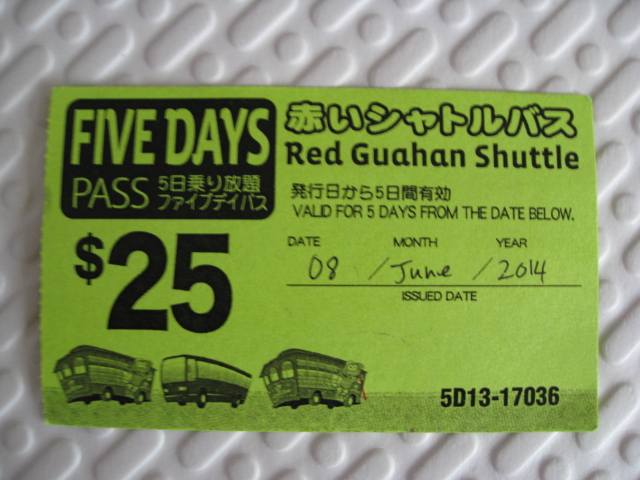 FIVE DAYS
PASS 5日乗り放題
ファイブデイパス
$25
赤いシャトルバス
Red Guahan Shuttle
発行日から5日間有効
VALID FOR 5 DAYS FROM THE DATE BELOW.
DATE MONTH YEAR
08 / June / 2014
ISSUED DATE
5D13-17036